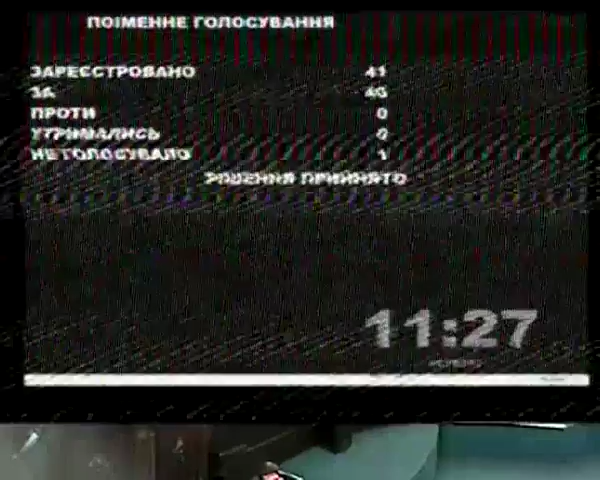 ПОІМЕННЕ ГОЛОСУВАННЯ
ЗАРЕЄСТРОВАНО 41
ЗА 40
ПРОТИ 0
УТРИМАЛИСЬ 0
НЕ ГОЛОСУВАЛО 1
РІШЕННЯ ПРИЙНЯТО
11:27